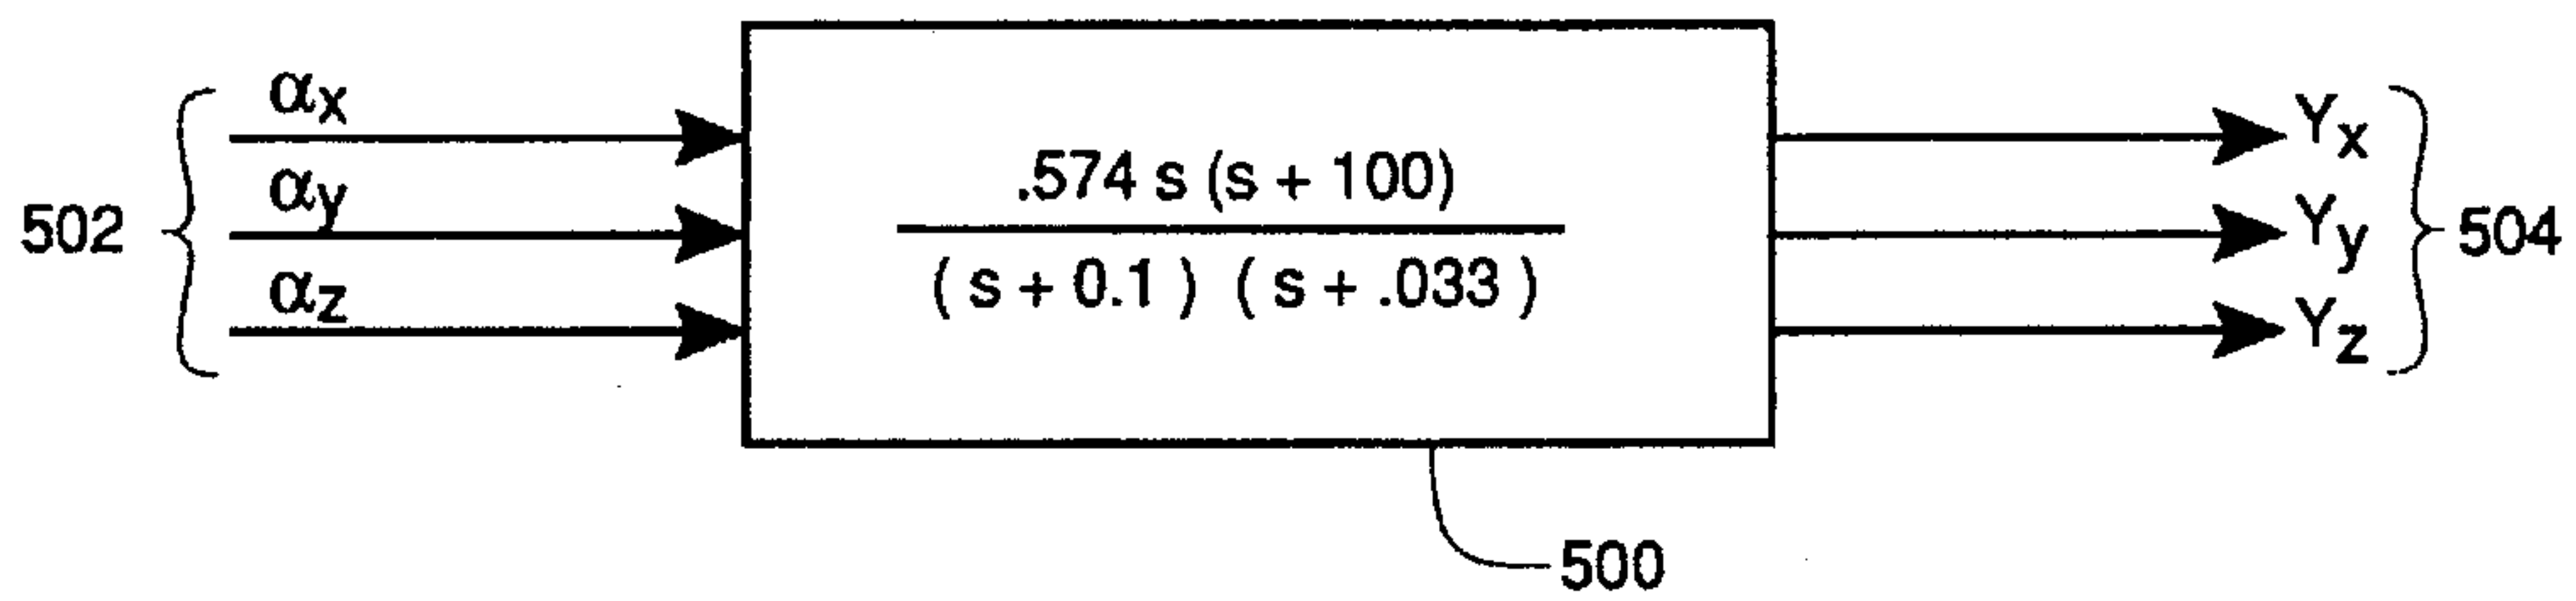 αx
αy
αz
502
.574 s (s + 100)
( s + 0.1 ) ( s + .033 )
Yx
Yy
Yz
504
500